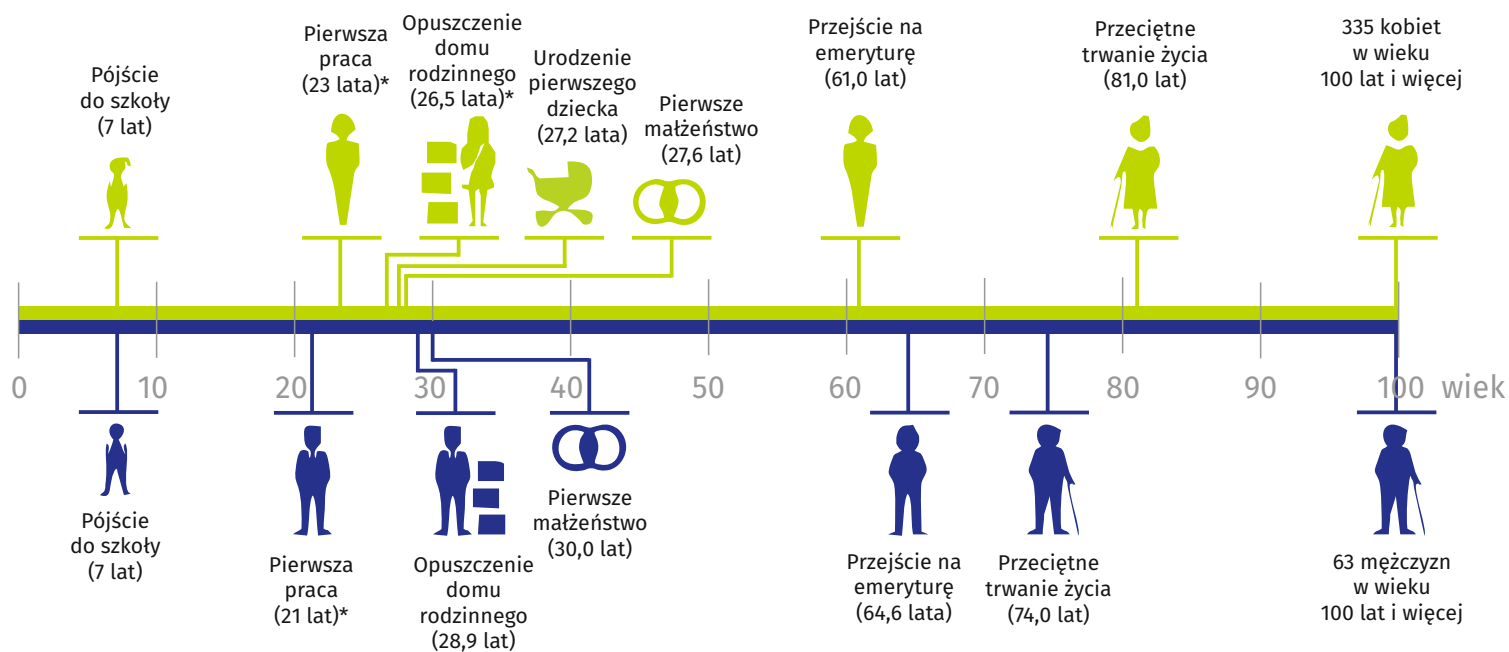 Pójście
do szkoły
(7 lat)
Pierwsza
praca
(23 lata)*
Opuszczenie
domu
rodzinnego
(26,5 lata)*
Urodzenie
pierwszego
dziecka
(27,2 lata)
Pierwsze
małżeństwo
(27,6 lat)
Przejście na
emeryturę
(61,0 lat)
Przeciętne
trwanie życia
(81,0 lat)
335 kobiet
w wieku
100 lat i więcej
0 10 20 30 40 50 60 70 80 90 100 wiek
Pójście
do szkoły
(7 lat)
Pierwsza
praca
(21 lat)*
Opuszczenie
domu
rodzinnego
(28,9 lat)
Pierwsze
małżeństwo
(30,0 lat)
Przejście na
emeryturę
(64,6 lata)
Przeciętne
trwanie życia
(74,0 lat)
63 mężczyzn
w wieku
100 lat i więcej